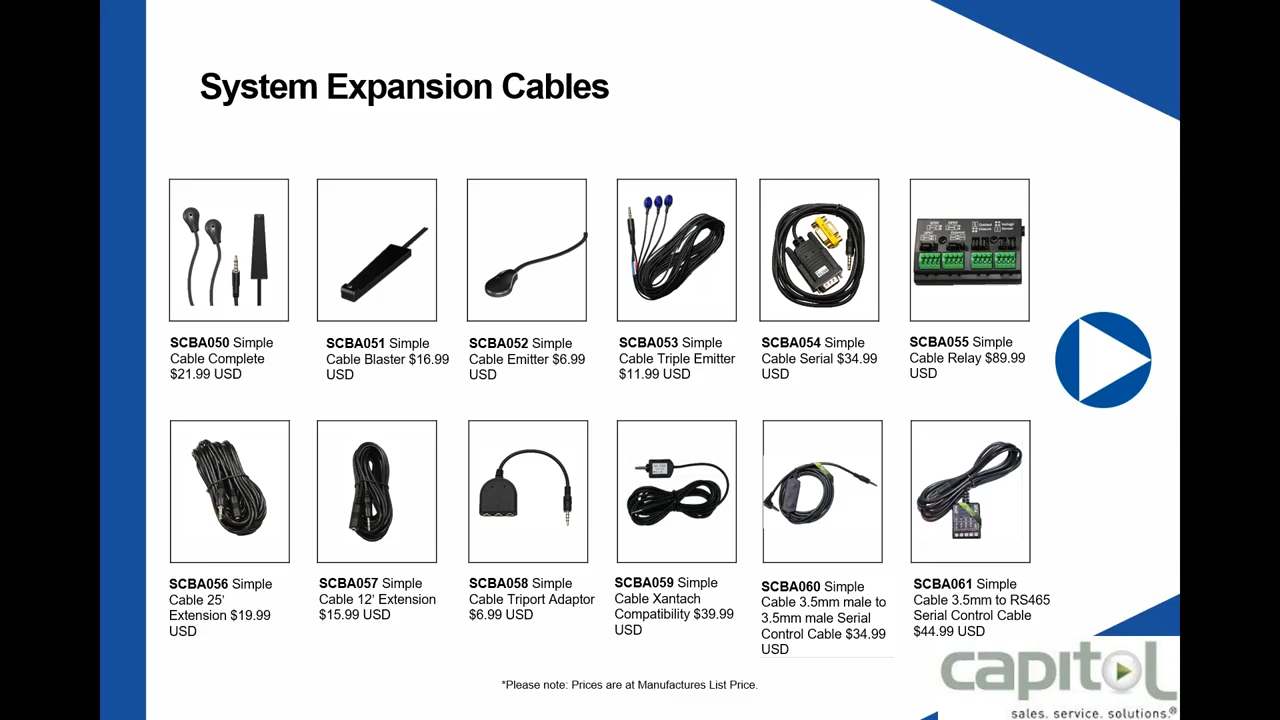 System Expansion Cables
SCBA050 Simple
Cable Complete
$21.99 USD
SCBA051 Simple
Cable Blaster $16.99
USD
SCBA052 Simple
Cable Emitter $6.99
USD
SCBA053 Simple
Cable Triple Emitter
$11.99 USD
SCBA054 Simple
Cable Serial $34.99
USD
SCBA055 Simple
Cable Relay $89.99
USD
SCBA056 Simple
Cable 25'
Extension $19.99
USD
SCBA057 Simple
Cable 12' Extension
$15.99 USD
SCBA058 Simple
Cable Triport Adaptor
$6.99 USD
SCBA059 Simple
Cable Xantach
Compatibility $39.99
USD
SCBA060 Simple
Cable 3.5mm male to
3.5mm male Serial
Control Cable $34.99
USD
SCBA061 Simple
Cable 3.5mm to RS465
Serial Control Cable
$44.99 USD
*Please note: Prices are at Manufactures List Price.
capitol
sales. service. solutions.®